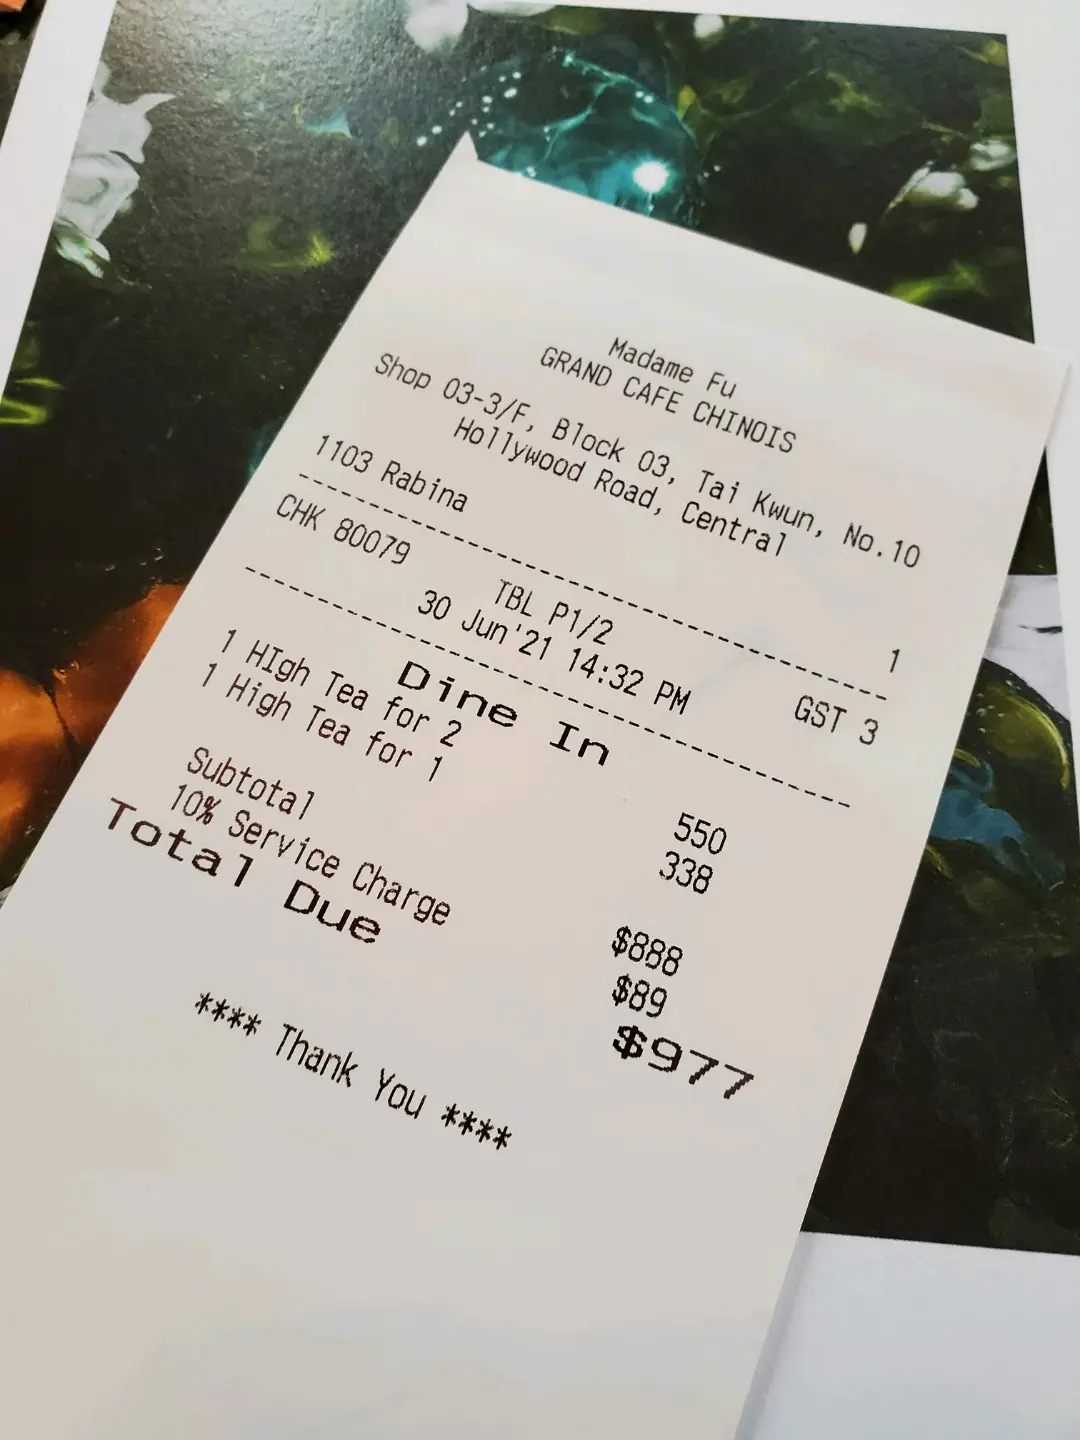 Madame Fu
GRAND CAFE CHINOIS
Shop 03-3/F, Block 03, Tai Kwun, No.10
Hollywood Road, Central
1103 Rabina 1
CHK 80079 TBL P1/2 GST 3
30 Jun'21 14:32 PM
Dine In
1 HIgh Tea for 2 550
1 High Tea for 1 338
Subtotal $888
10% Service Charge $89
Total Due $977
**** Thank You ****